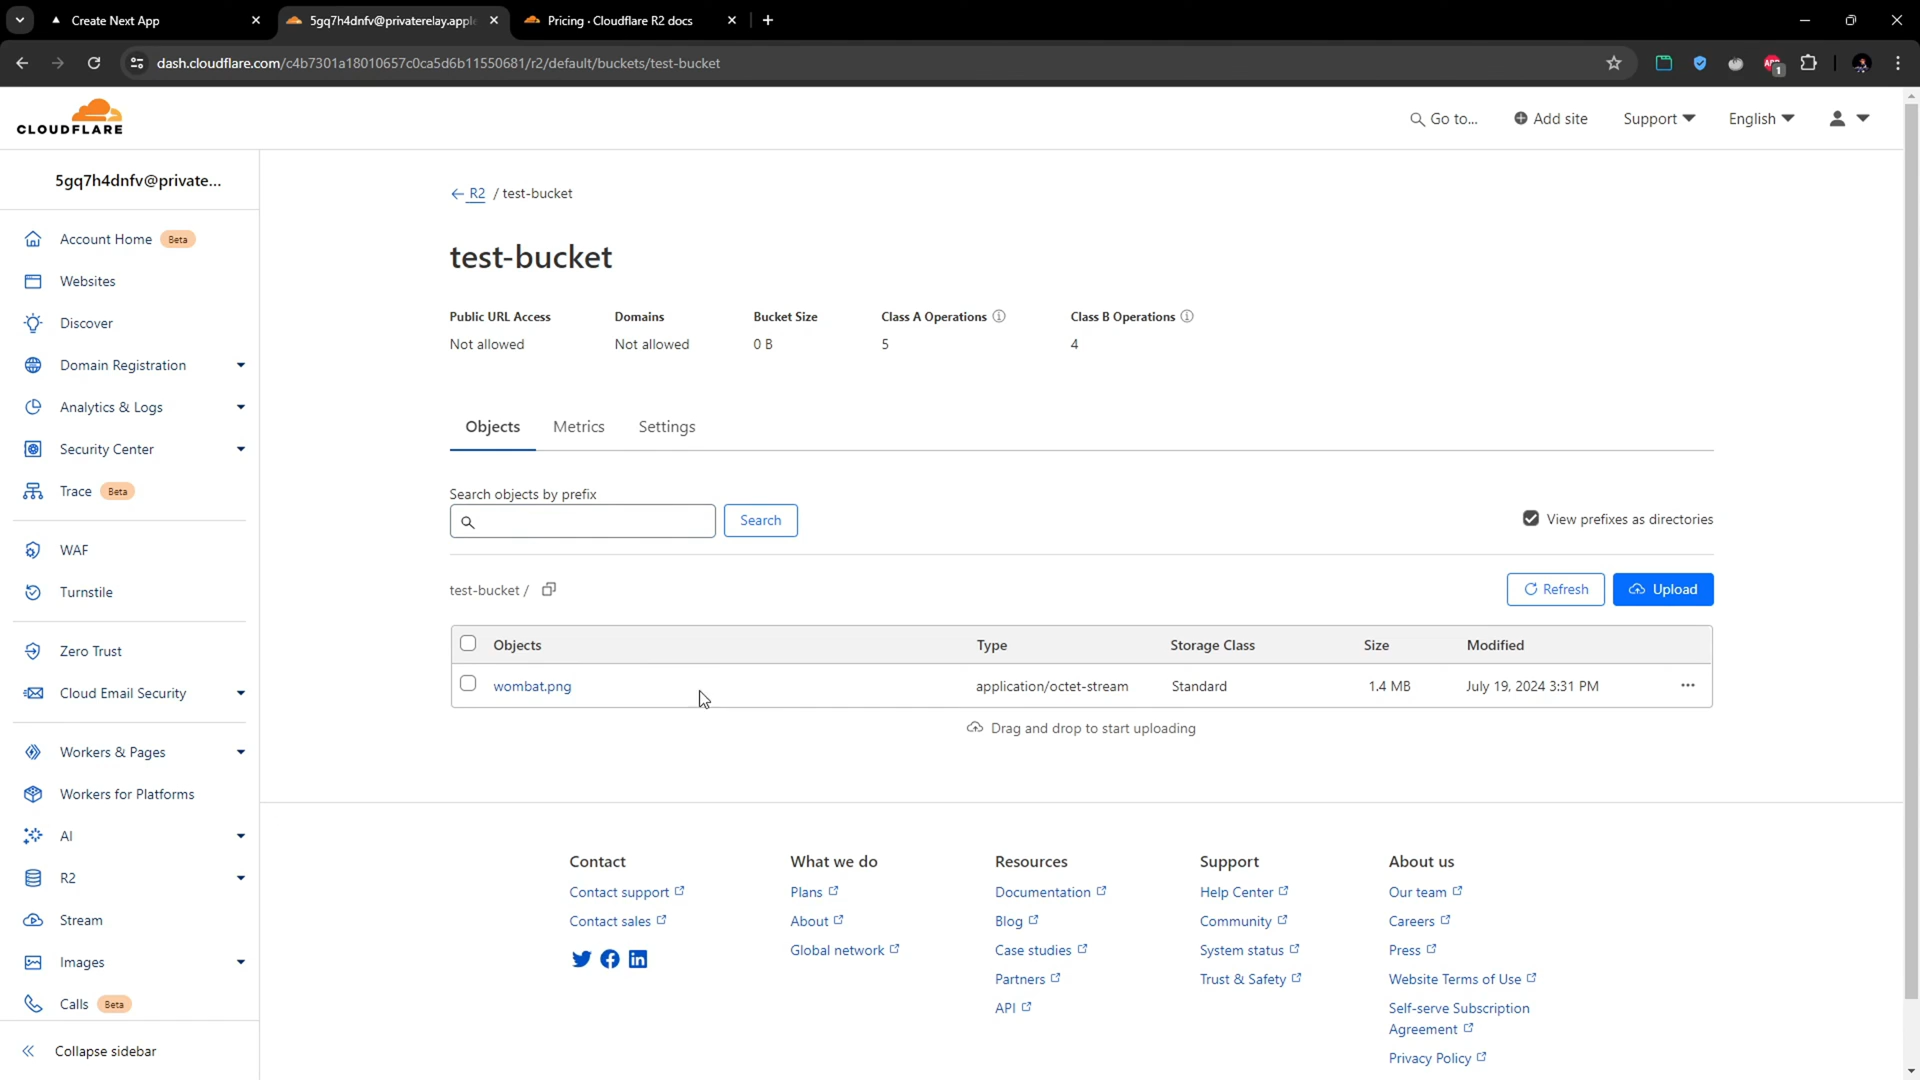 Create Next App
5gq7h4dnfv@privaterelay.apple
Pricing · Cloudflare R2 docs
dash.cloudflare.com/c4b7301a18010657c0ca5d6b11550681/r2/default/buckets/test-bucket
ABP
1
CLOUDFLARE
Go to...
Add site
Support
English
5gq7h4dnfv@private...
Account Home Beta
Websites
Discover
Domain Registration
Analytics & Logs
Security Center
Trace Beta
WAF
Turnstile
Zero Trust
Cloud Email Security
Workers & Pages
Workers for Platforms
AI
R2
Stream
Images
Calls Beta
Collapse sidebar
R2 / test-bucket
test-bucket
Public URL Access Domains Bucket Size Class A Operations Class B Operations
Not allowed Not allowed 0 B 5 4
Objects Metrics Settings
Search objects by prefix
Search
View prefixes as directories
test-bucket /
Refresh
Upload
Objects Type Storage Class Size Modified
wombat.png application/octet-stream Standard 1.4 MB July 19, 2024 3:31 PM
Drag and drop to start uploading
Contact
Contact support
Contact sales
What we do
Plans
About
Global network
Resources
Documentation
Blog
Case studies
Partners
API
Support
Help Center
Community
System status
Trust & Safety
About us
Our team
Careers
Press
Website Terms of Use
Self-serve Subscription
Agreement
Privacy Policy